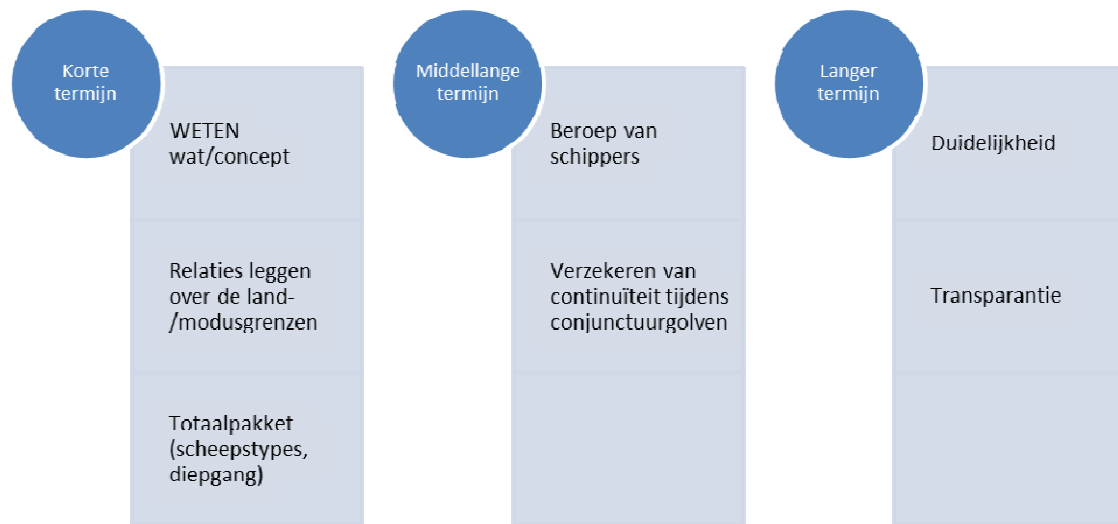 Korte
termijn
WETEN
wat/concept
Relaties leggen
over de land-
/modusgrenzen
Totaalpakket
(scheepstypes,
diepgang)
Middellange
termijn
Beroep van
schippers
Verzekeren van
continuïteit tijdens
conjunctuurgolven
Langer
termijn
Duidelijkheid
Transparantie